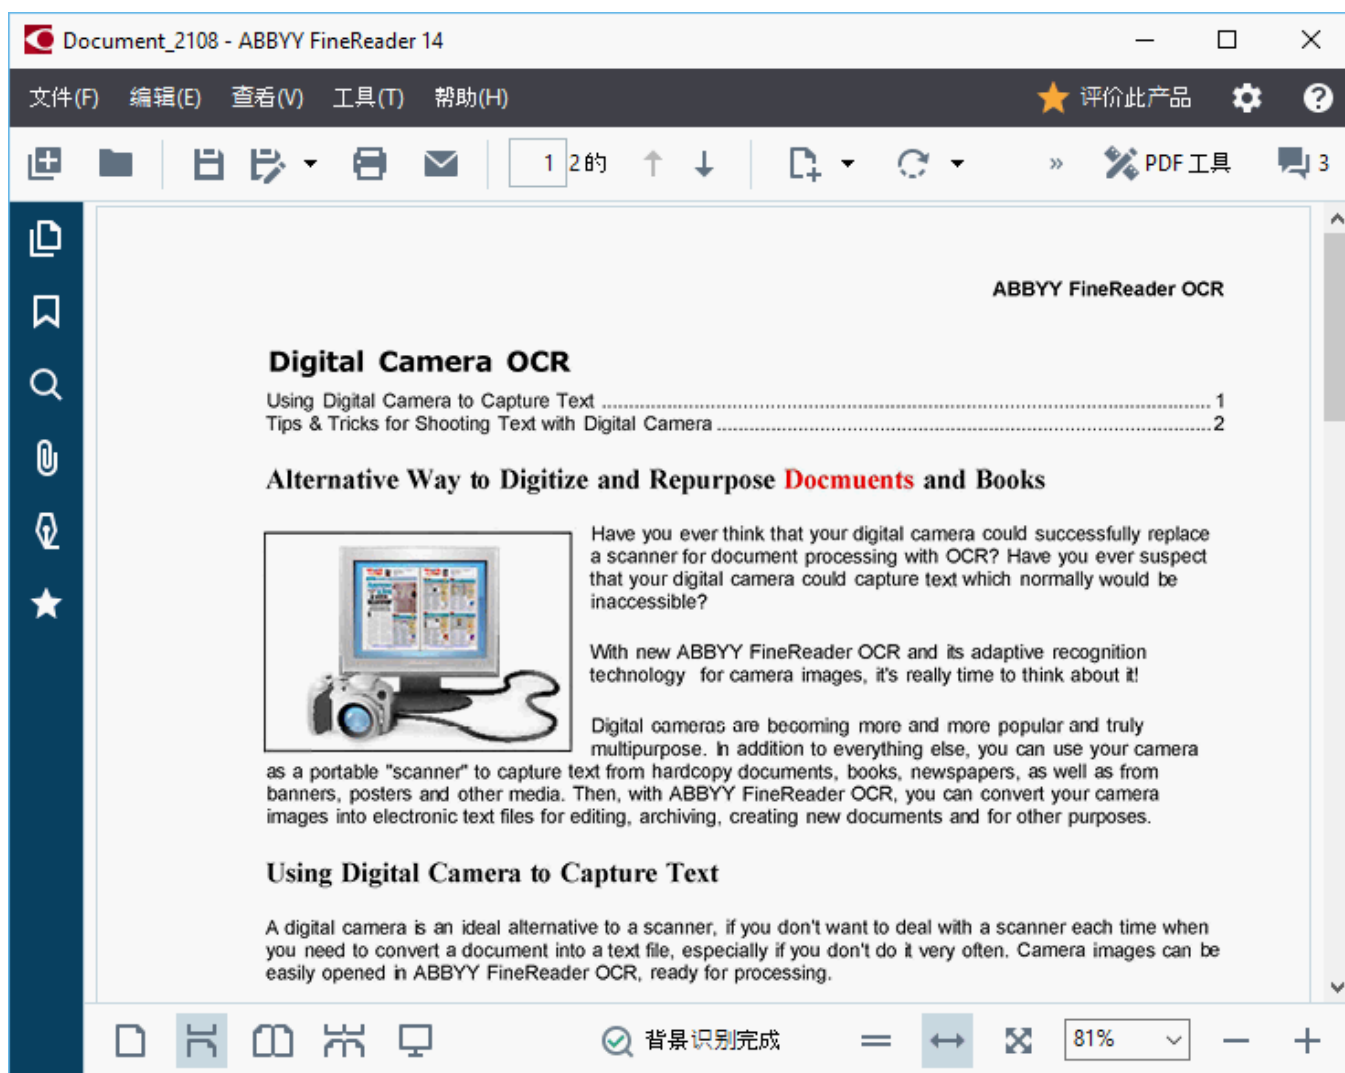 Document_2108 - ABBYY FineReader 14
文件(F) 编辑(E) 查看(V) 工具(T) 帮助(H) 评价此产品
1 2的 PDF 工具 3
ABBYY FineReader OCR
Digital Camera OCR
Using Digital Camera to Capture Text ........ 1
Tips & Tricks for Shooting Text with Digital Camera ........ 2
Alternative Way to Digitize and Repurpose Docmuents and Books
Have you ever think that your digital camera could successfully replace
a scanner for document processing with OCR? Have you ever suspect
that your digital camera could capture text which normally would be
inaccessible?
With new ABBYY FineReader OCR and its adaptive recognition
technology for camera images, it's really time to think about it!
Digital cameras are becoming more and more popular and truly
multipurpose. In addition to everything else, you can use your camera
as a portable "scanner" to capture text from hardcopy documents, books, newspapers, as well as from
banners, posters and other media. Then, with ABBYY FineReader OCR, you can convert your camera
images into electronic text files for editing, archiving, creating new documents and for other purposes.
Using Digital Camera to Capture Text
A digital camera is an ideal alternative to a scanner, if you don't want to deal with a scanner each time when
you need to convert a document into a text file, especially if you don't do it very often. Camera images can be
easily opened in ABBYY FineReader OCR, ready for processing.
背景识别完成 81%